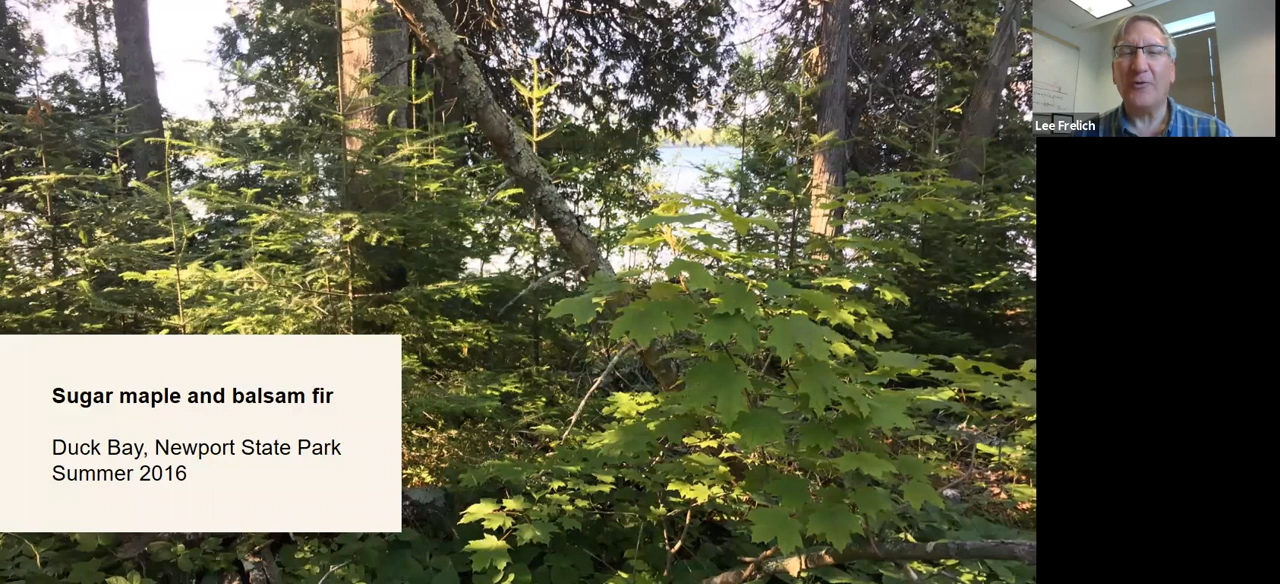 Lee Frelich
Sugar maple and balsam fir
Duck Bay, Newport State Park
Summer 2016